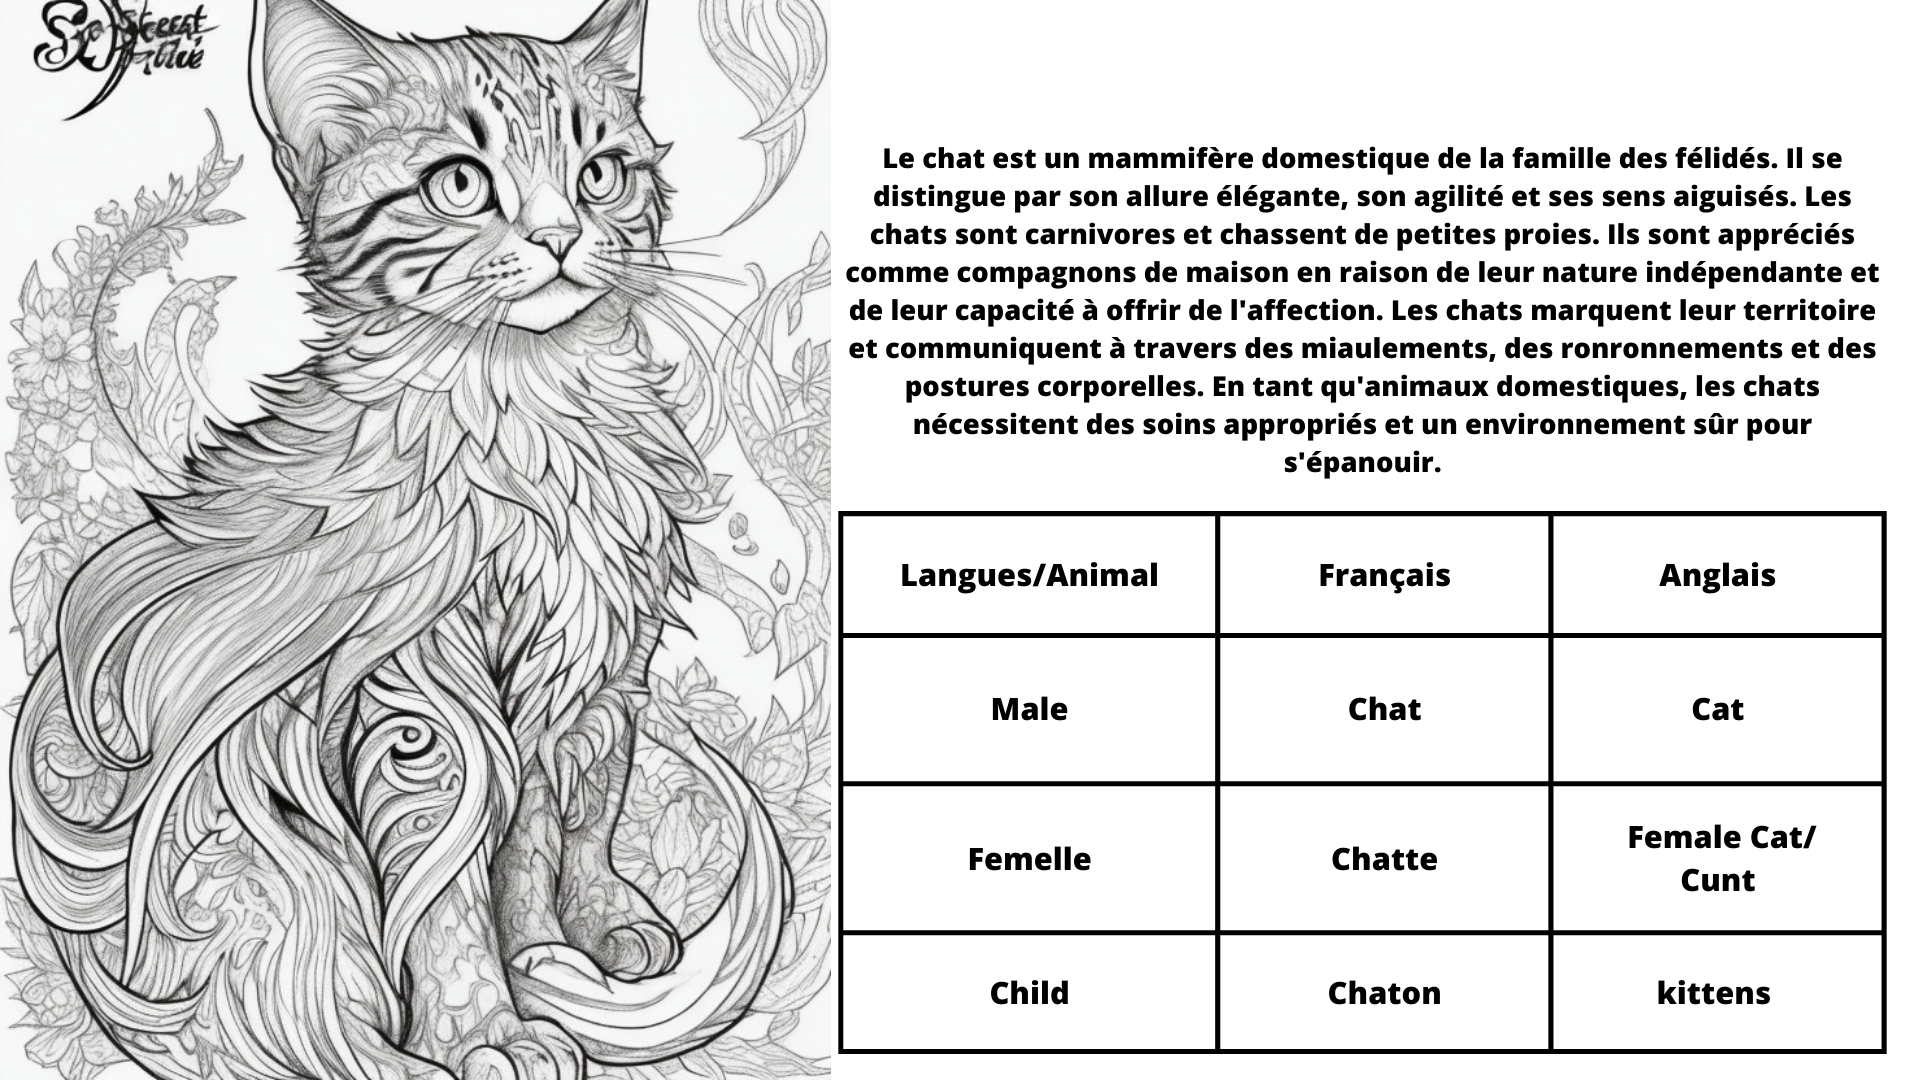 Le chat est un mammifère domestique de la famille des félidés. Il se
distingue par son allure élégante, son agilité et ses sens aiguisés. Les
chats sont carnivores et chassent de petites proies. Ils sont appréciés
comme compagnons de maison en raison de leur nature indépendante et
de leur capacité à offrir de l'affection. Les chats marquent leur territoire
et communiquent à travers des miaulements, des ronronnements et des
postures corporelles. En tant qu'animaux domestiques, les chats
nécessitent des soins appropriés et un environnement sûr pour
s'épanouir.
Langues/Animal Français Anglais
Male Chat Cat
Femelle Chatte Female Cat/
Cunt
Child Chaton kittens